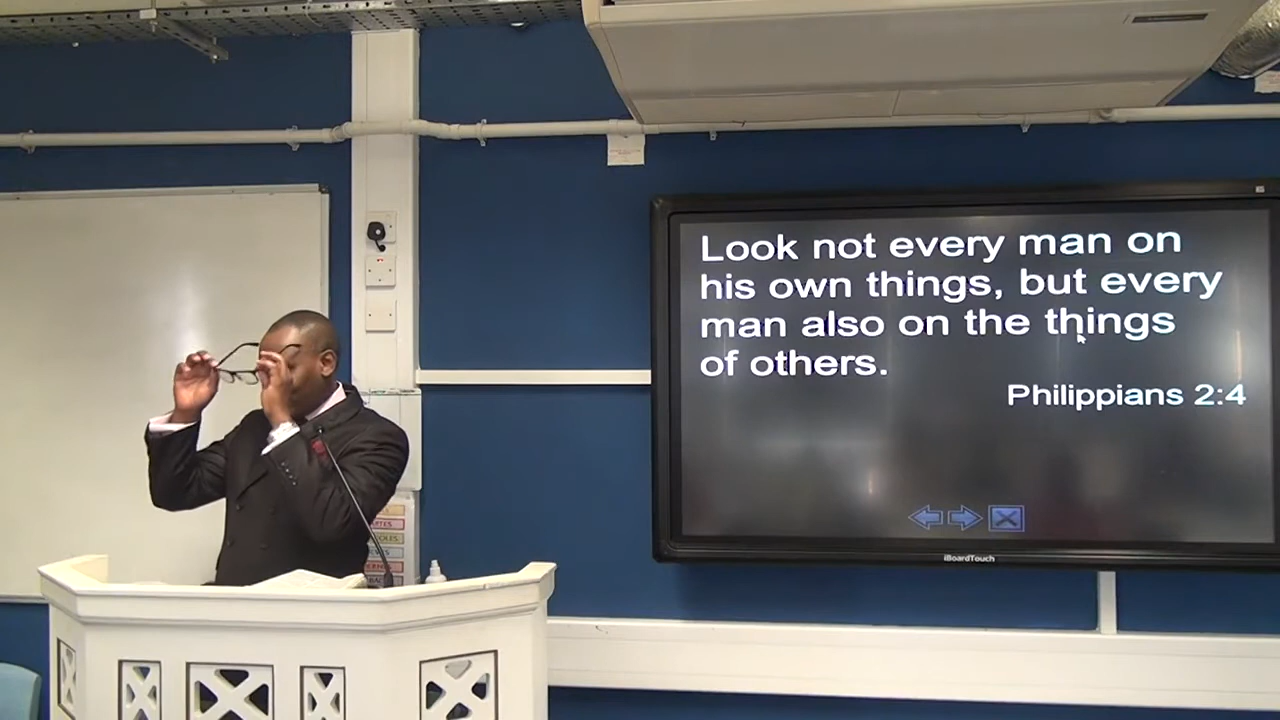 Look not every man on
his own things, but every
man also on the things
of others.
Philippians 2:4
iBoardTouch